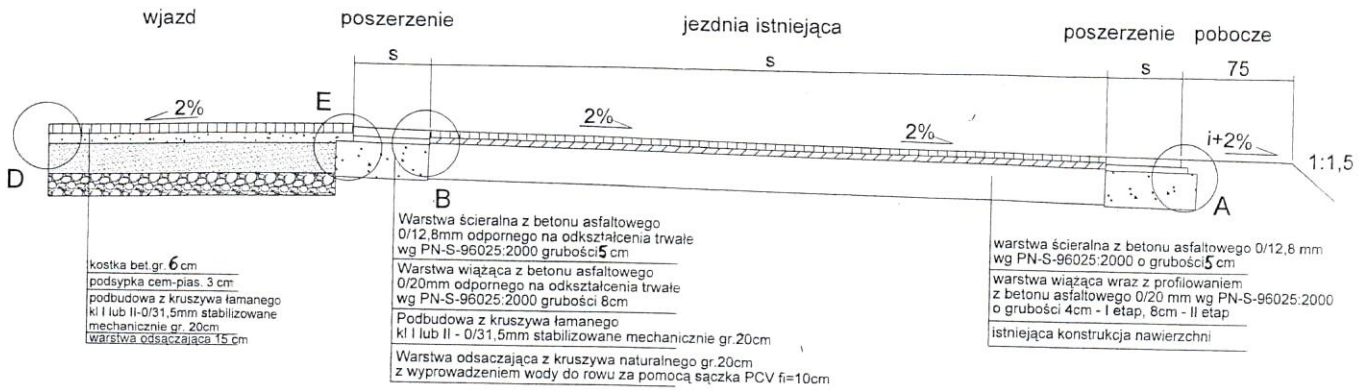 wjazd
poszerzenie
jezdnia istniejąca
poszerzenie
pobocze
s
s
s
75
2%
E
2%
2%
i+2%
1:1,5
D
B
A
kostka bet.gr. 6 cm
podsypka cem-pias. 3 cm
podbudowa z kruszywa łamanego
kl I lub II-0/31,5mm stabilizowane
mechanicznie gr. 20cm
warstwa odsączająca 15 cm
Warstwa ścieralna z betonu asfaltowego
0/12,8mm odpornego na odkształcenia trwałe
wg PN-S-96025:2000 grubości 5 cm
Warstwa wiążąca z betonu asfaltowego
0/20mm odpornego na odkształcenia trwałe
wg PN-S-96025:2000 grubości 8cm
Podbudowa z kruszywa łamanego
kl I lub II - 0/31,5mm stabilizowane mechanicznie gr.20cm
Warstwa odsaczająca z kruszywa naturalnego gr.20cm
z wyprowadzeniem wody do rowu za pomocą sączka PCV fi=10cm
warstwa ścieralna z betonu asfaltowego 0/12,8 mm
wg PN-S-96025:2000 o grubości 5 cm
warstwa wiążąca wraz z profilowaniem
z betonu asfaltowego 0/20 mm wg PN-S-96025:2000
o grubości 4cm - I etap, 8cm - II etap
istniejąca konstrukcja nawierzchni